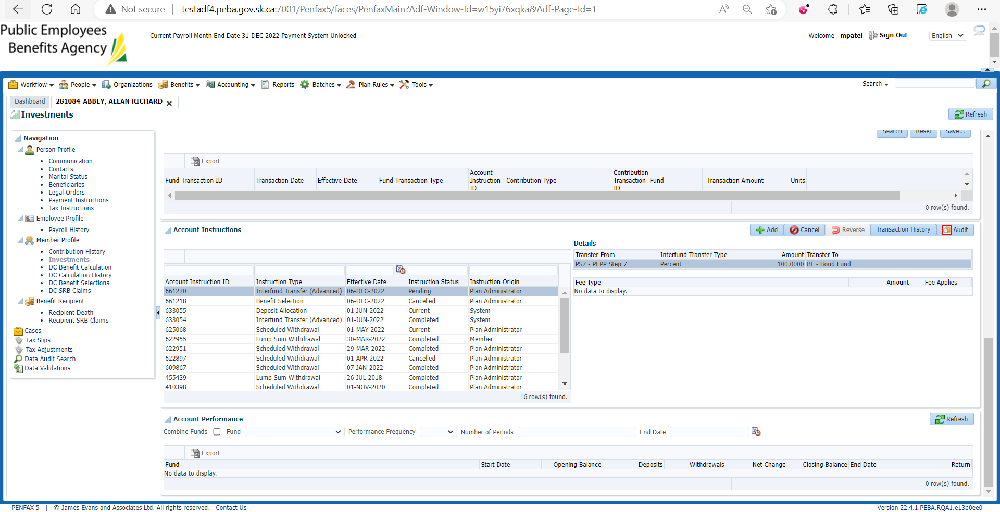 Not secure
testadf4.peba.gov.sk.ca:7001/Penfax5/faces/PenfaxMain?Adf-Window-Id=w15yi76xqka&Adf-Page-Id=1
Public Employees
Benefits Agency
Current Payroll Month End Date 31-DEC-2022 Payment System Unlocked
Welcome mpatel Sign Out English
Workflow People Organizations Benefits Accounting Reports Batches Plan Rules Tools Search
Dashboard 281084-ABBEY, ALLAN RICHARD
Investments
Refresh
Navigation
Person Profile
Communication
Contacts
Marital Status
Beneficiaries
Legal Orders
Payment Instructions
Tax Instructions
Employee Profile
Payroll History
Member Profile
Contribution History
Investments
DC Benefit Calculation
DC Calculation History
DC Benefit Selections
DC SRB Claims
Benefit Recipient
Recipient Death
Recipient SRB Claims
Cases
Tax Slips
Tax Adjustments
Data Audit Search
Data Validations
Search Reset Save...
Export
Fund Transaction ID Transaction Date Effective Date Fund Transaction Type Account Instruction ID Contribution Type Contribution Transaction ID Fund Transaction Amount Units
0 row(s) found.
Account Instructions
Add Cancel Reverse Transaction History Audit
Account Instruction ID Instruction Type Effective Date Instruction Status Instruction Origin
661220 Interfund Transfer (Advanced) 06-DEC-2022 Pending Plan Administrator
661218 Benefit Selection 06-DEC-2022 Cancelled Plan Administrator
633055 Deposit Allocation 01-JUN-2022 Current System
633054 Interfund Transfer (Advanced) 01-JUN-2022 Completed System
625068 Scheduled Withdrawal 01-MAY-2022 Current Plan Administrator
622955 Lump Sum Withdrawal 30-MAR-2022 Completed Member
622951 Scheduled Withdrawal 29-MAR-2022 Completed Plan Administrator
622897 Scheduled Withdrawal 01-APR-2022 Cancelled Plan Administrator
609867 Scheduled Withdrawal 07-JAN-2022 Completed Plan Administrator
455439 Lump Sum Withdrawal 26-JUL-2018 Completed Plan Administrator
410398 Scheduled Withdrawal 01-NOV-2020 Completed Plan Administrator
16 row(s) found.
Details
Transfer From Interfund Transfer Type Amount Transfer To
PS7 - PEPP Step 7 Percent 100.0000 BF - Bond Fund
Fee Type Amount Fee Applies
No data to display.
Account Performance
Refresh
Combine Funds Fund Performance Frequency Number of Periods End Date
Export
Fund Start Date Opening Balance Deposits Withdrawals Net Change Closing Balance End Date Return
No data to display.
0 row(s) found.
PENFAX 5 | © James Evans and Associates Ltd. All rights reserved. Contact Us
Version 22.4.1.PEBA.RQA1.e13b0ee0